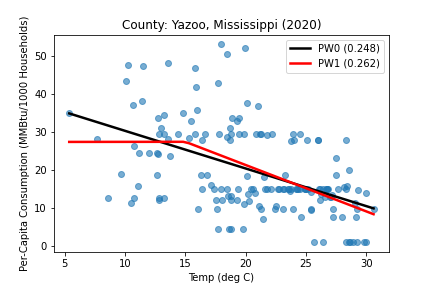 County: Yazoo, Mississippi (2020)
PW0 (0.248)
PW1 (0.262)
Per-Capita Consumption (MMBtu/1000 Households)
50
40
30
20
10
0
5
10
15
20
25
30
Temp (deg C)